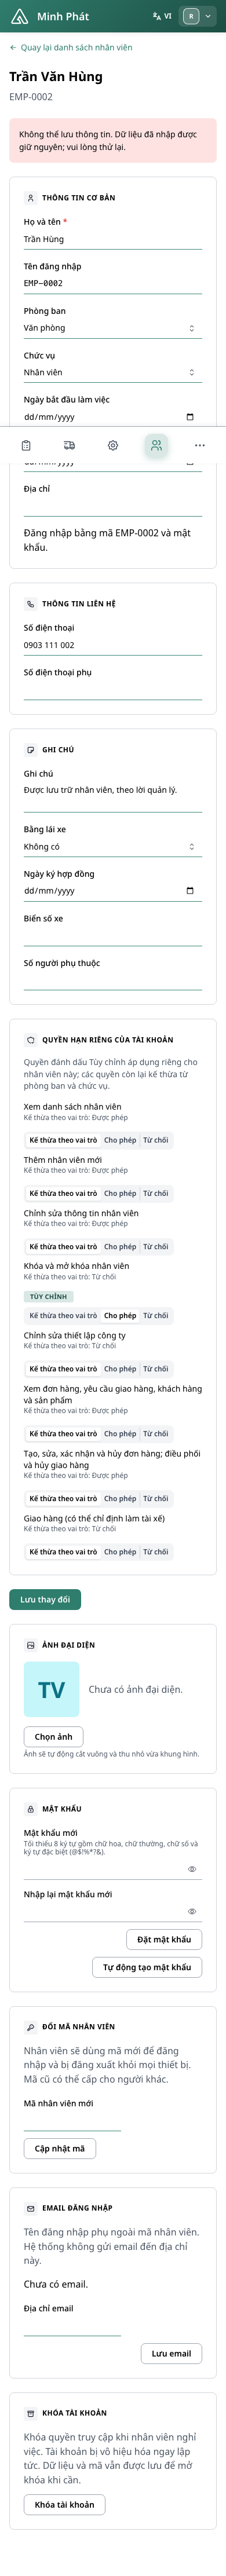 Minh Phát
VI
R
Quay lại danh sách nhân viên
Trần Văn Hùng
EMP-0002
Không thể lưu thông tin. Dữ liệu đã nhập được
giữ nguyên; vui lòng thử lại.
THÔNG TIN CƠ BẢN
Họ và tên *
Trần Hùng
Tên đăng nhập
EMP-0002
Phòng ban
Văn phòng
Chức vụ
Nhân viên
Ngày bắt đầu làm việc
dd/mm/yyyy
Địa chỉ
Đăng nhập bằng mã EMP-0002 và mật
khẩu.
THÔNG TIN LIÊN HỆ
Số điện thoại
0903 111 002
Số điện thoại phụ
GHI CHÚ
Ghi chú
Được lưu trữ nhân viên, theo lời quản lý.
Bằng lái xe
Không có
Ngày ký hợp đồng
dd/mm/yyyy
Biển số xe
Số người phụ thuộc
QUYỀN HẠN RIÊNG CỦA TÀI KHOẢN
Quyền đánh dấu Tùy chỉnh áp dụng riêng cho
nhân viên này; các quyền còn lại kế thừa từ
phòng ban và chức vụ.
Xem danh sách nhân viên
Kế thừa theo vai trò: Được phép
Kế thừa theo vai trò Cho phép Từ chối
Thêm nhân viên mới
Kế thừa theo vai trò: Được phép
Kế thừa theo vai trò Cho phép Từ chối
Chỉnh sửa thông tin nhân viên
Kế thừa theo vai trò: Được phép
Kế thừa theo vai trò Cho phép Từ chối
Khóa và mở khóa nhân viên
Kế thừa theo vai trò: Từ chối
TÙY CHỈNH
Kế thừa theo vai trò Cho phép Từ chối
Chỉnh sửa thiết lập công ty
Kế thừa theo vai trò: Từ chối
Kế thừa theo vai trò Cho phép Từ chối
Xem đơn hàng, yêu cầu giao hàng, khách hàng
và sản phẩm
Kế thừa theo vai trò: Được phép
Kế thừa theo vai trò Cho phép Từ chối
Tạo, sửa, xác nhận và hủy đơn hàng; điều phối
và hủy giao hàng
Kế thừa theo vai trò: Được phép
Kế thừa theo vai trò Cho phép Từ chối
Giao hàng (có thể chỉ định làm tài xế)
Kế thừa theo vai trò: Từ chối
Kế thừa theo vai trò Cho phép Từ chối
Lưu thay đổi
ẢNH ĐẠI DIỆN
TV
Chưa có ảnh đại diện.
Chọn ảnh
Ảnh sẽ tự động cắt vuông và thu nhỏ vừa khung hình.
MẬT KHẨU
Mật khẩu mới
Tối thiểu 8 ký tự gồm chữ hoa, chữ thường, chữ số và
ký tự đặc biệt (@$!%*?&).
Nhập lại mật khẩu mới
Đặt mật khẩu
Tự động tạo mật khẩu
ĐỔI MÃ NHÂN VIÊN
Nhân viên sẽ dùng mã mới để đăng
nhập và bị đăng xuất khỏi mọi thiết bị.
Mã cũ có thể cấp cho người khác.
Mã nhân viên mới
Cập nhật mã
EMAIL ĐĂNG NHẬP
Tên đăng nhập phụ ngoài mã nhân viên.
Hệ thống không gửi email đến địa chỉ
này.
Chưa có email.
Địa chỉ email
Lưu email
KHÓA TÀI KHOẢN
Khóa quyền truy cập khi nhân viên nghỉ
việc. Tài khoản bị vô hiệu hóa ngay lập
tức. Dữ liệu và mã vẫn được lưu để mở
khóa khi cần.
Khóa tài khoản